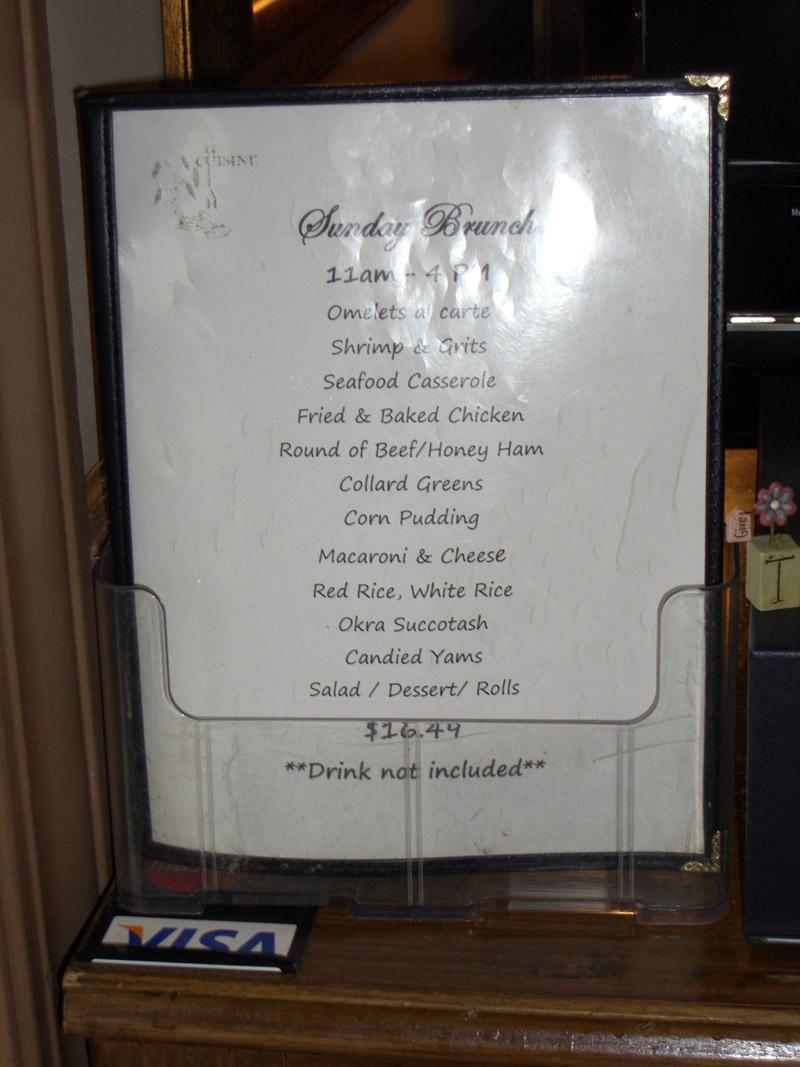 CUISINE
Sunday Brunch
11am - 4 PM
Omelets a' carte
Shrimp & Grits
Seafood Casserole
Fried & Baked Chicken
Round of Beef/Honey Ham
Collard Greens
Corn Pudding
Macaroni & Cheese
Red Rice, White Rice
Okra Succotash
Candied Yams
Salad / Dessert/ Rolls
$16.49
**Drink not included**
Give
T
VISA